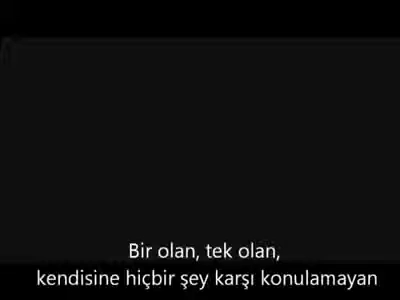 Bir olan, tek olan,
kendisine hiçbir şey karşı konulamayan